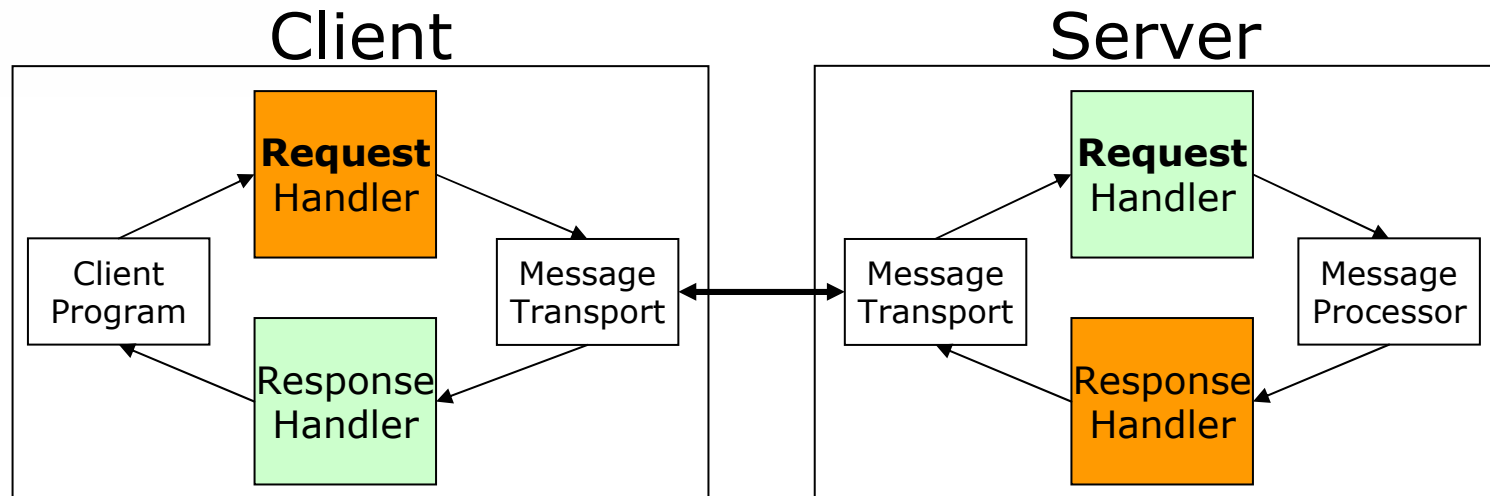 Client
Server
Request
Handler
Client
Program
Message
Transport
Response
Handler
Request
Handler
Message
Transport
Message
Processor
Response
Handler